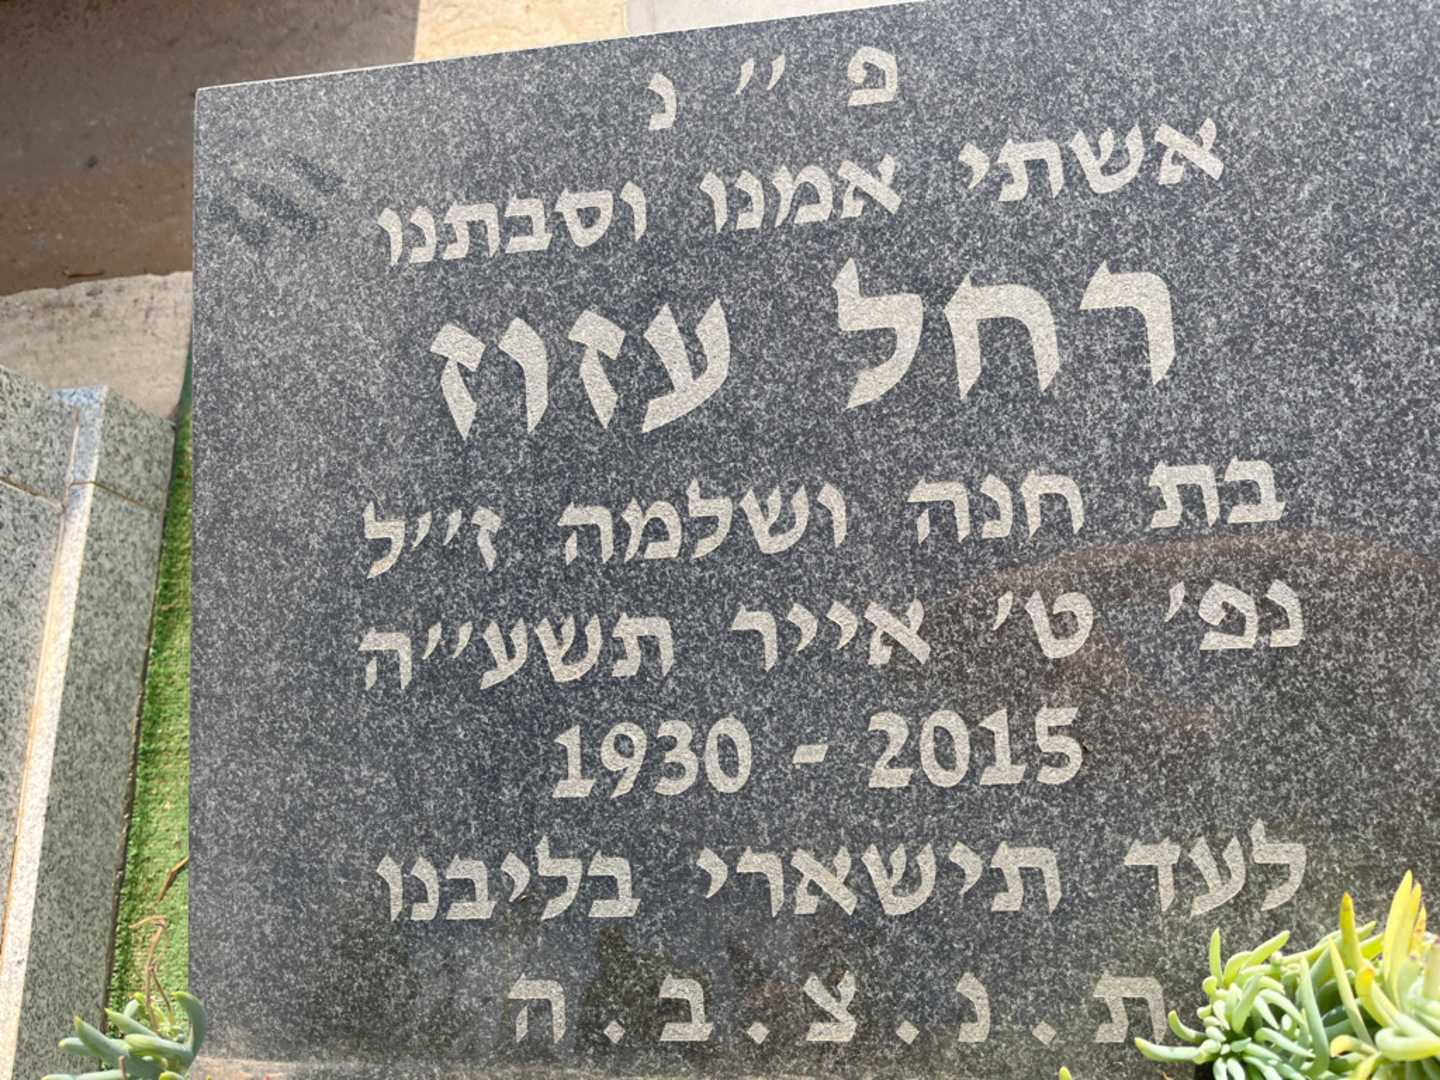 פ׳׳נ
אשתי אמנו וסבתנו
רחל עזוז
בת חנה ושלמה ז׳׳ל
נפ׳ ט׳ אייר תשע׳׳ה
1930 - 2015
לעד תישארי בליבנו
ת.נ.צ.ב.ה